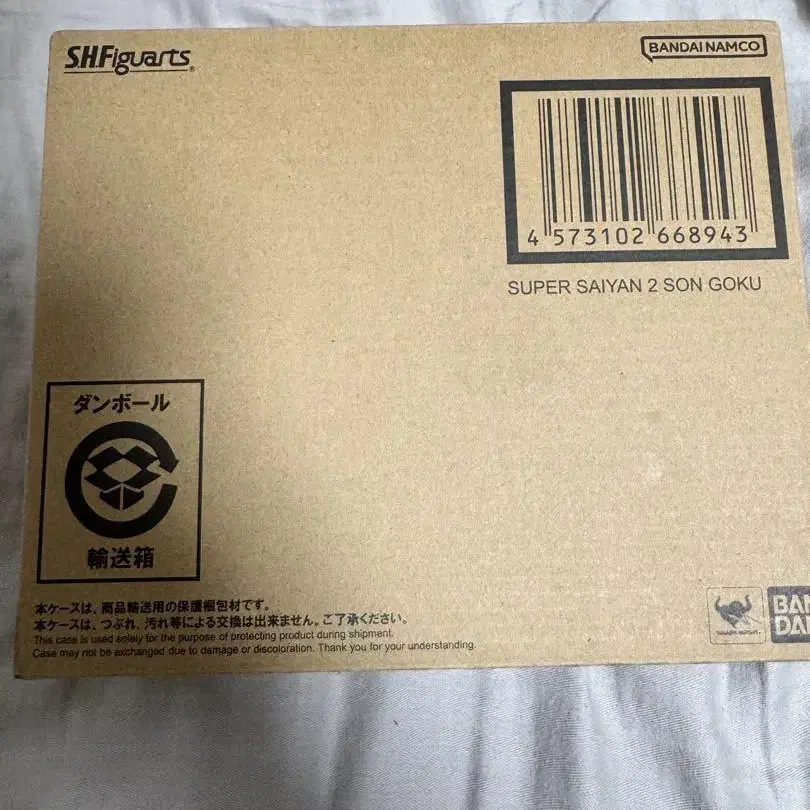 S.H.Figuarts
BANDAI NAMCO
4 573102 668943
SUPER SAIYAN 2 SON GOKU
ダンボール
輸送箱
本ケースは、商品輸送用の保護梱包材です。
本ケースは、つぶれ、汚れ等による交換は出来ません。ご了承ください。
This case is used solely for the purpose of protecting product during shipment.
Case may not be exchanged due to damage or discoloration. Thank you for your understanding.
TAMASHII NATIONS
BAN
DAI